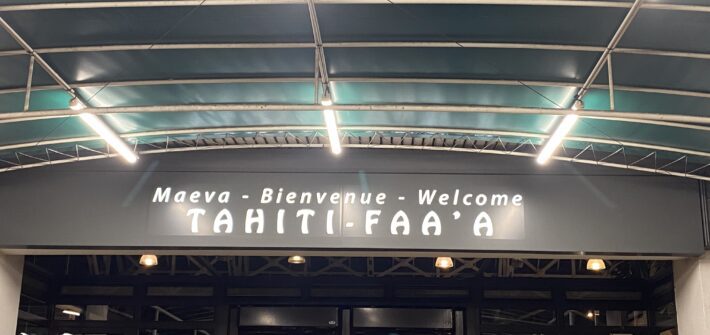 Maeva - Bienvenue - Welcome
TAHITI-FAA'A